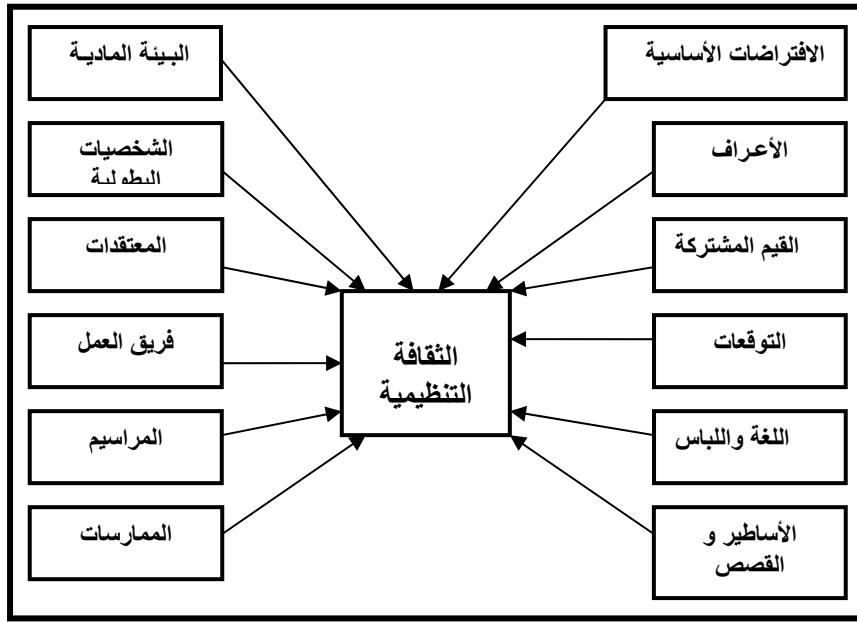 الافتراضات الأساسية
الأعراف
القيم المشتركة
التوقعات
اللغة واللباس
الأساطير و
القصص
الثقافة
التنظيمية
البيئة المادية
الشخصيات
البطولية
المعتقدات
فريق العمل
المراسيم
الممارسات